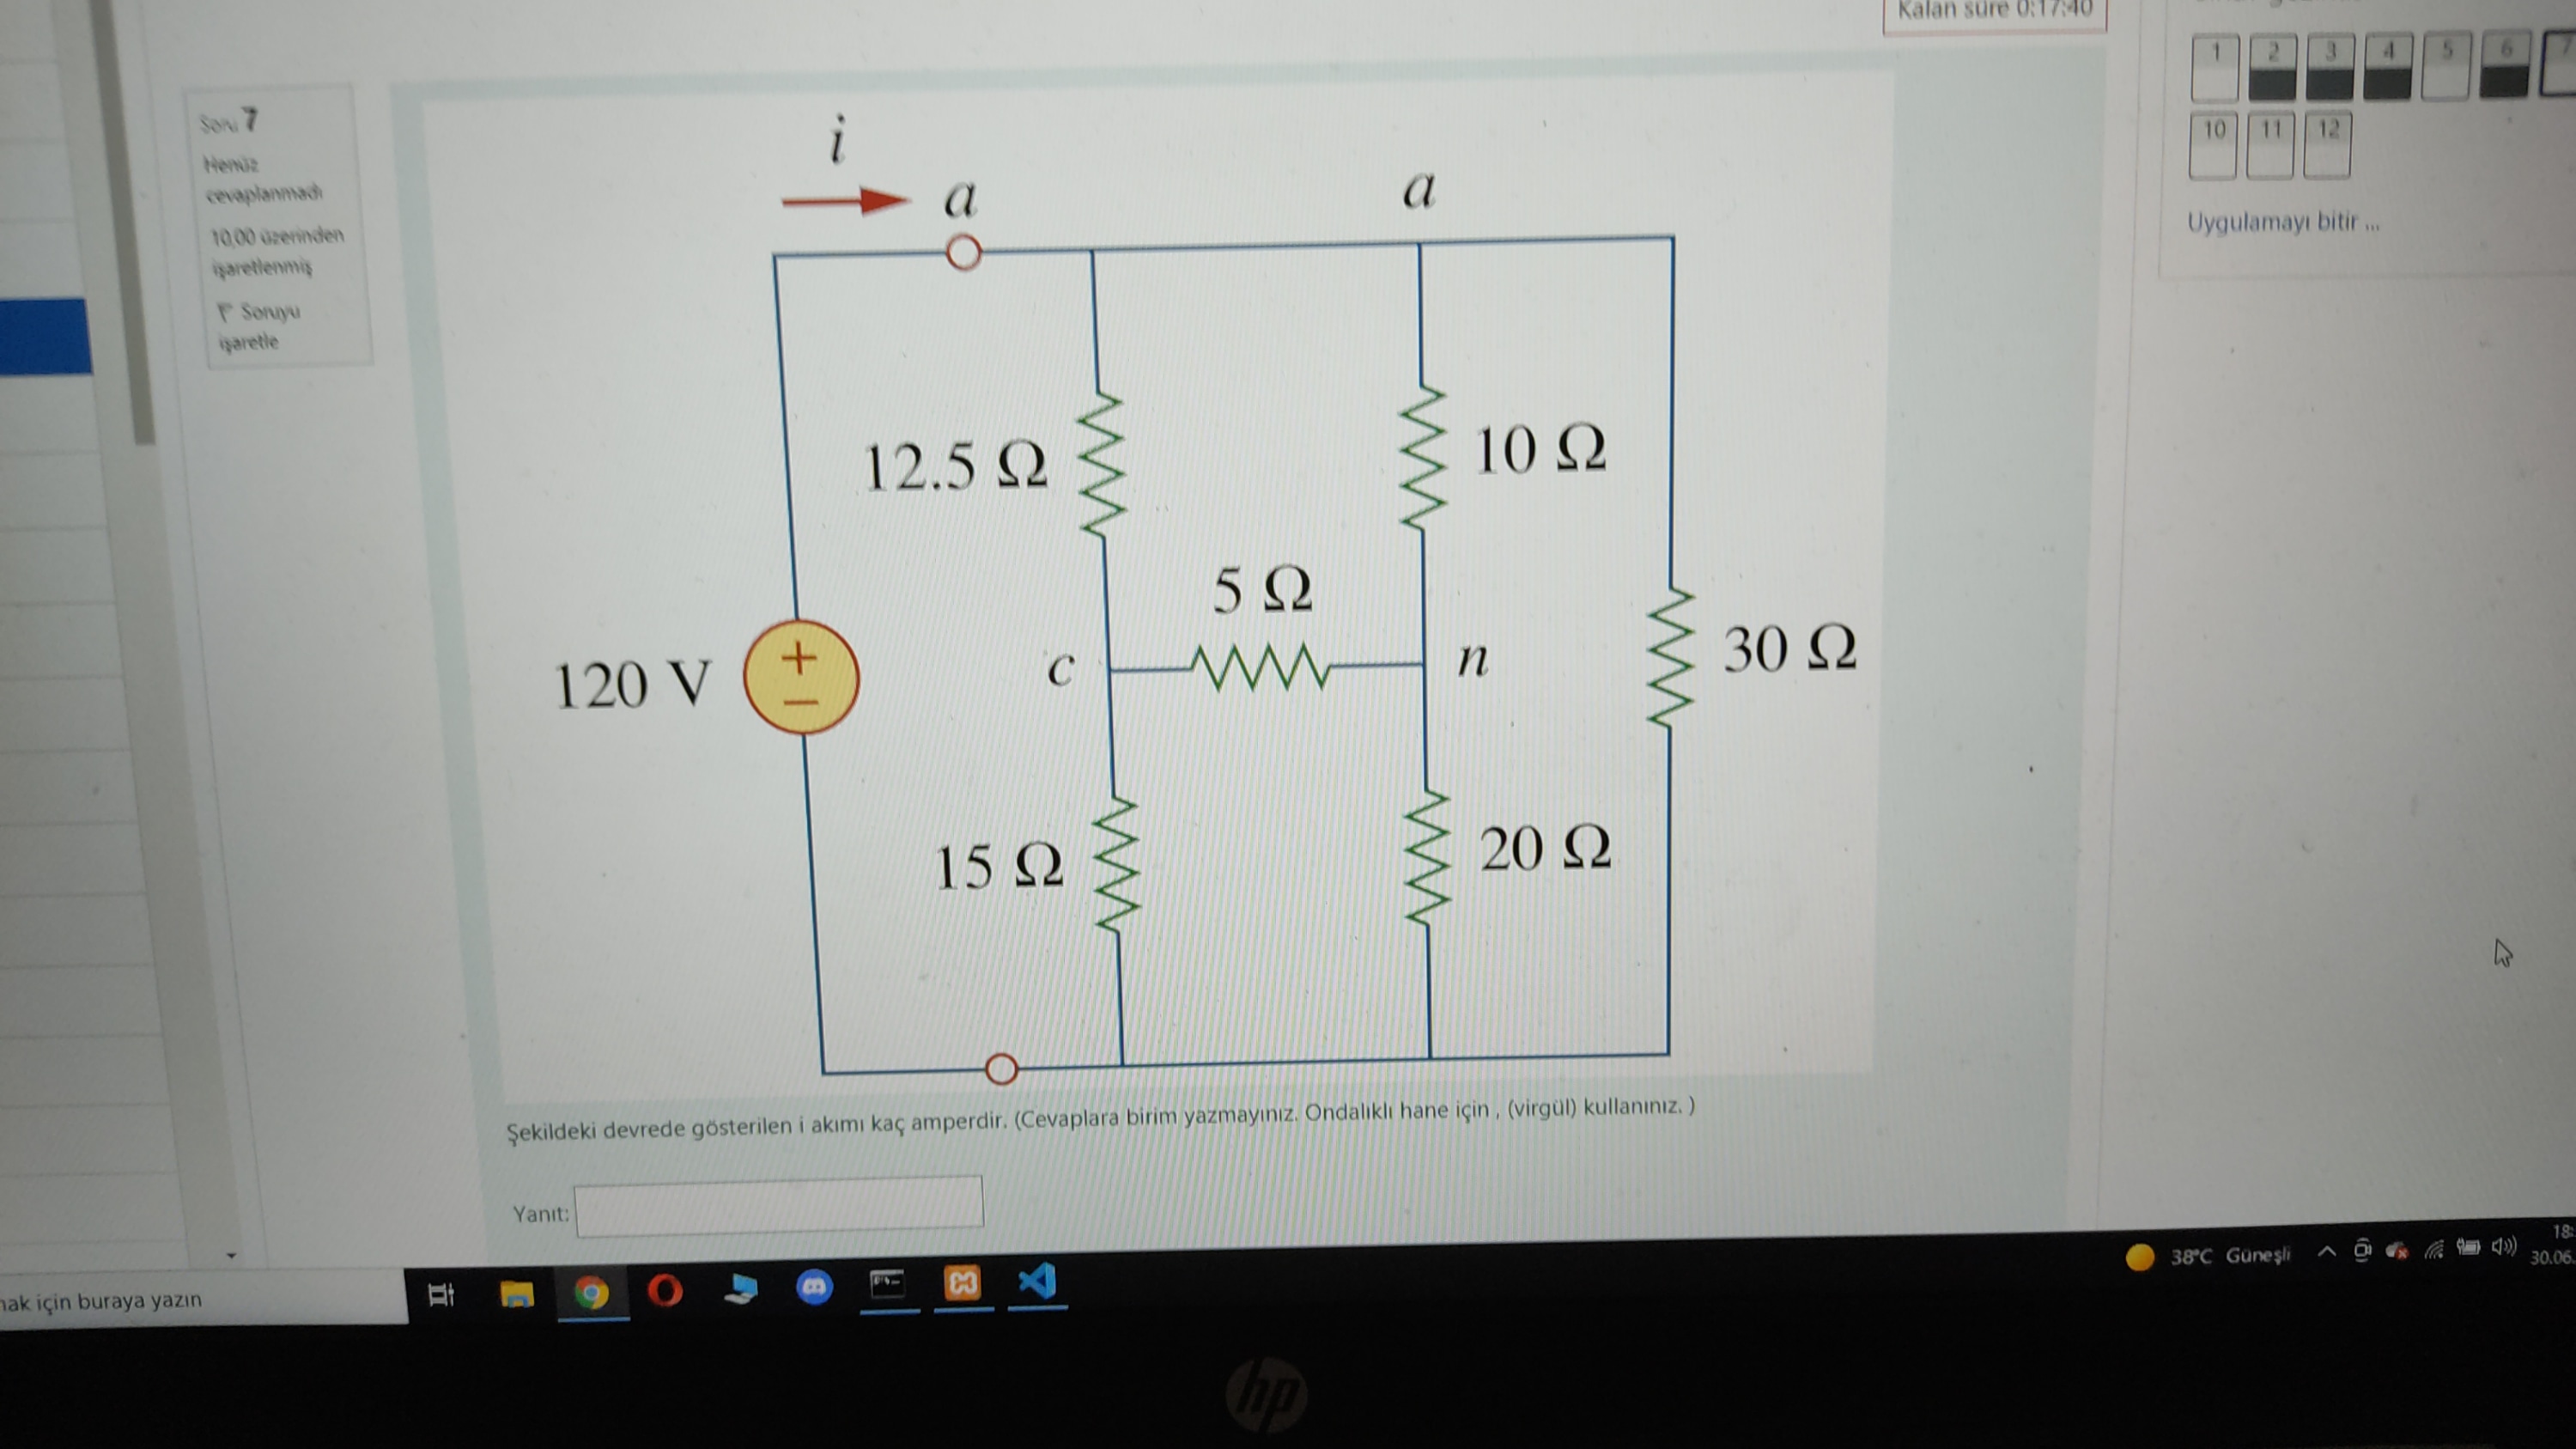 Kalan süre 0:17:40
Soru 7
Henüz
cevaplanmadı
10,00 üzerinden
işaretlenmiş
Soruyu
işaretle
1 2 3 4 5 6 7
10 11 12
Uygulamayı bitir ...
i
a
a
12.5 Ω
10 Ω
5 Ω
120 V
+
−
c
n
30 Ω
15 Ω
20 Ω
Şekildeki devrede gösterilen i akımı kaç amperdir. (Cevaplara birim yazmayınız. Ondalıklı hane için , (virgül) kullanınız. )
Yanıt:
için buraya yazın
38°C Güneşli
18:
30.06.
hp